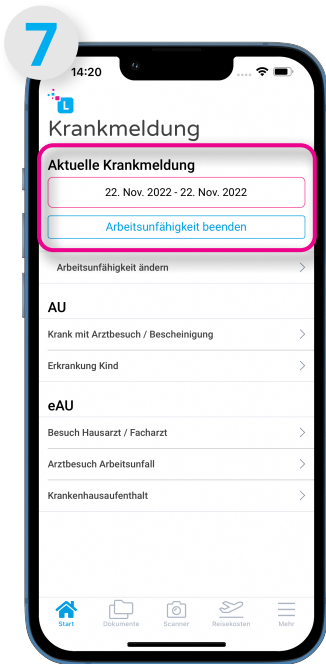 7
14:20
L
Krankmeldung
Aktuelle Krankmeldung
22. Nov. 2022 - 22. Nov. 2022
Arbeitsunfähigkeit beenden
Arbeitsunfähigkeit ändern
AU
Krank mit Arztbesuch / Bescheinigung
Erkrankung Kind
eAU
Besuch Hausarzt / Facharzt
Arztbesuch Arbeitsunfall
Krankenhausaufenthalt
Start Dokumente Scanner Reisekosten Mehr